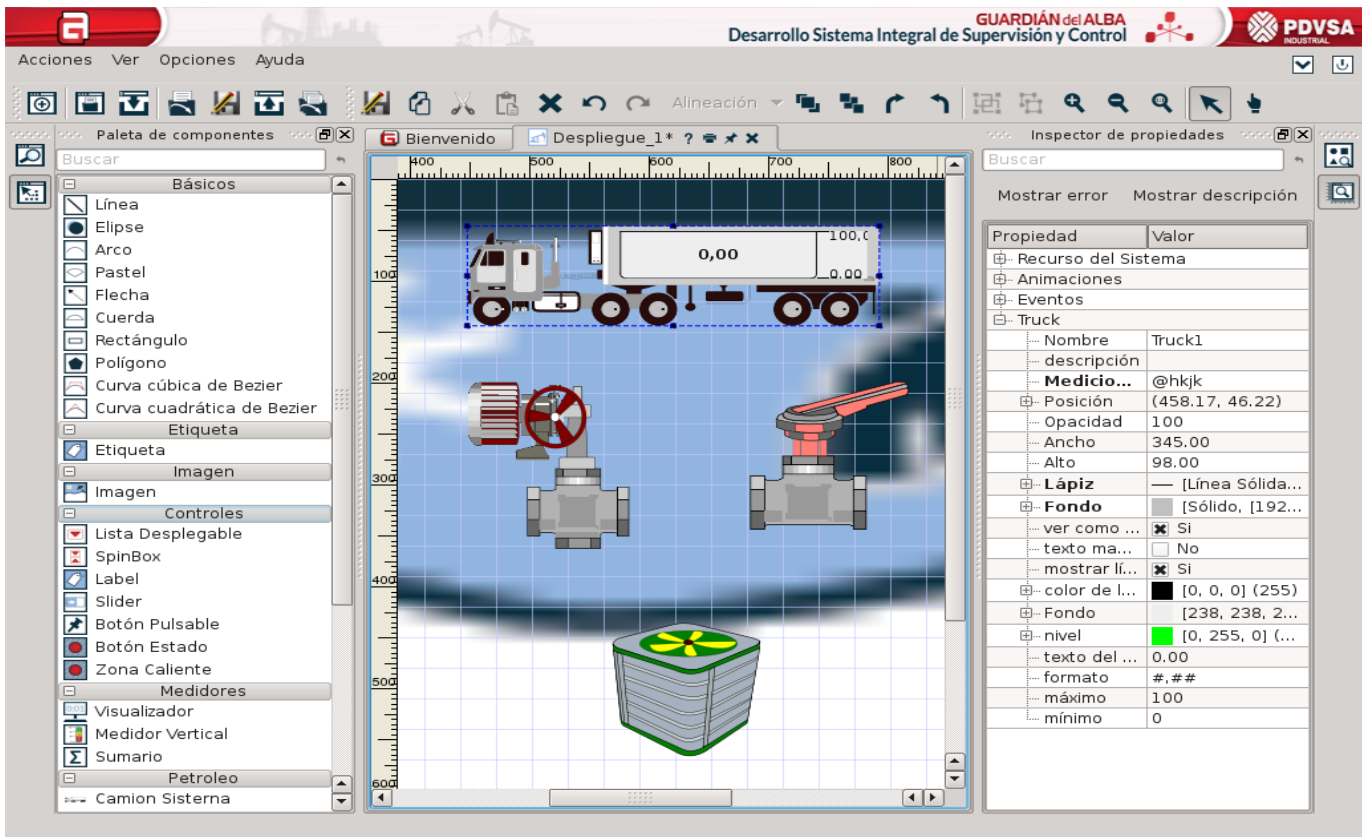 GUARDIÁN del ALBA
Desarrollo Sistema Integral de Supervisión y Control
PDVSA
INDUSTRIAL
Acciones Ver Opciones Ayuda
Alineación
Paleta de componentes
Buscar
Básicos
Línea
Elipse
Arco
Pastel
Flecha
Cuerda
Rectángulo
Polígono
Curva cúbica de Bezier
Curva cuadrática de Bezier
Etiqueta
Etiqueta
Imagen
Imagen
Controles
Lista Desplegable
SpinBox
Label
Slider
Botón Pulsable
Botón Estado
Zona Caliente
Medidores
Visualizador
Medidor Vertical
Sumario
Petroleo
Camion Sisterna
Bienvenido Despliegue_1* ?
400 500 600 700 800
100
200
300
400
500
600
100,0
0,00
0,00
Inspector de propiedades
Buscar
Mostrar error Mostrar descripción
Propiedad Valor
Recurso del Sistema
Animaciones
Eventos
Truck
Nombre Truck1
descripción
Medicio... @hkjk
Posición (458.17, 46.22)
Opacidad 100
Ancho 345.00
Alto 98.00
Lápiz [Línea Sólida...
Fondo [Sólido, [192...
ver como ... Si
texto ma... No
mostrar lí... Si
color de l... [0, 0, 0] (255)
Fondo [238, 238, 2...
nivel [0, 255, 0] (...
texto del ... 0.00
formato #,##
máximo 100
mínimo 0